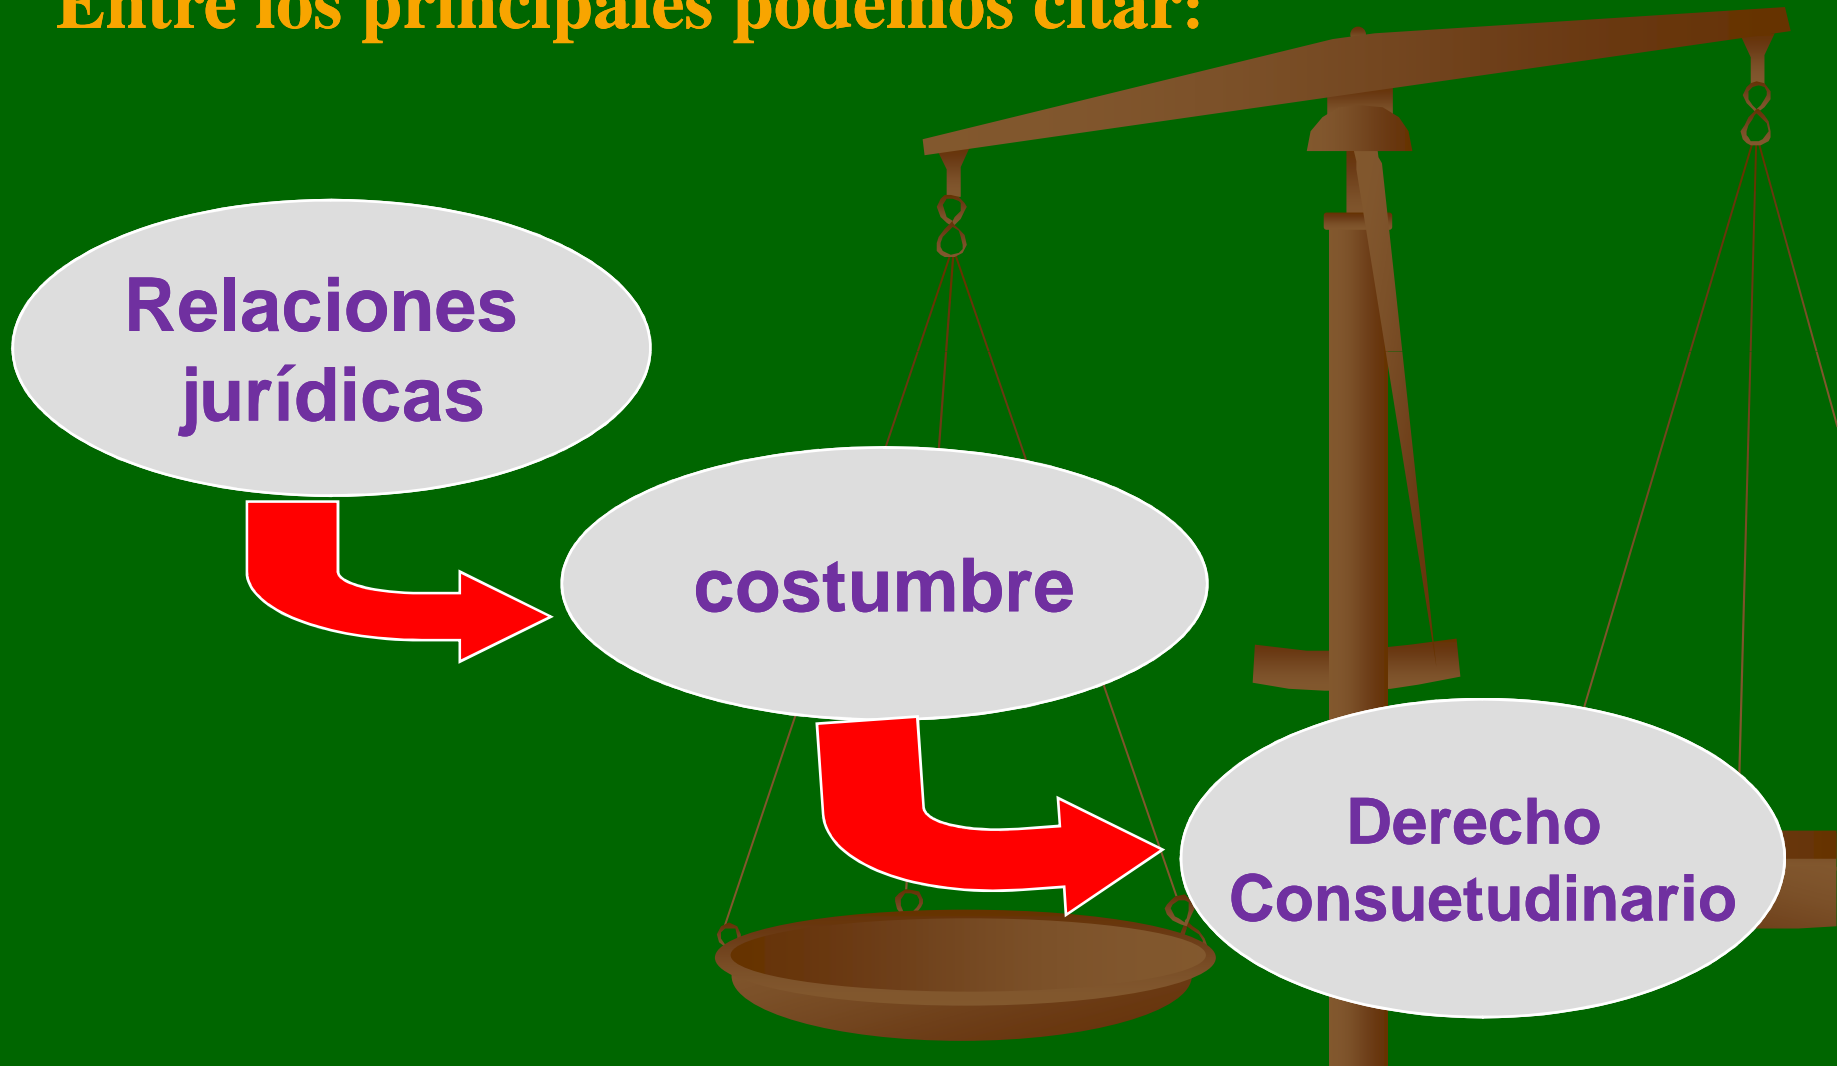 Entre los principales podemos citar:
Relaciones
jurídicas
costumbre
Derecho
Consuetudinario